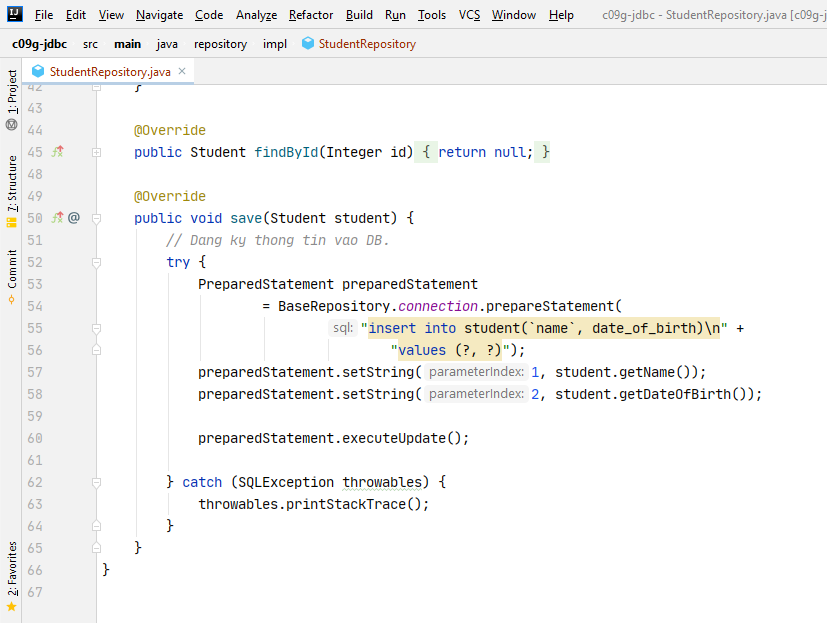 File Edit View Navigate Code Analyze Refactor Build Run Tools VCS Window Help c09g-jdbc - StudentRepository.java [c09g-j
c09g-jdbc src main java repository impl StudentRepository
1: Project
7: Structure
Commit
2: Favorites
StudentRepository.java ×
42 }
43
44 @Override
45 public Student findById(Integer id) { return null; }
48
49 @Override
50 @ public void save(Student student) {
51 // Dang ky thong tin vao DB.
52 try {
53 PreparedStatement preparedStatement
54 = BaseRepository.connection.prepareStatement(
55 sql: "insert into student(`name`, date_of_birth)\n" +
56 "values (?, ?)");
57 preparedStatement.setString( parameterIndex: 1, student.getName());
58 preparedStatement.setString( parameterIndex: 2, student.getDateOfBirth());
59
60 preparedStatement.executeUpdate();
61
62 } catch (SQLException throwables) {
63 throwables.printStackTrace();
64 }
65 }
66 }
67